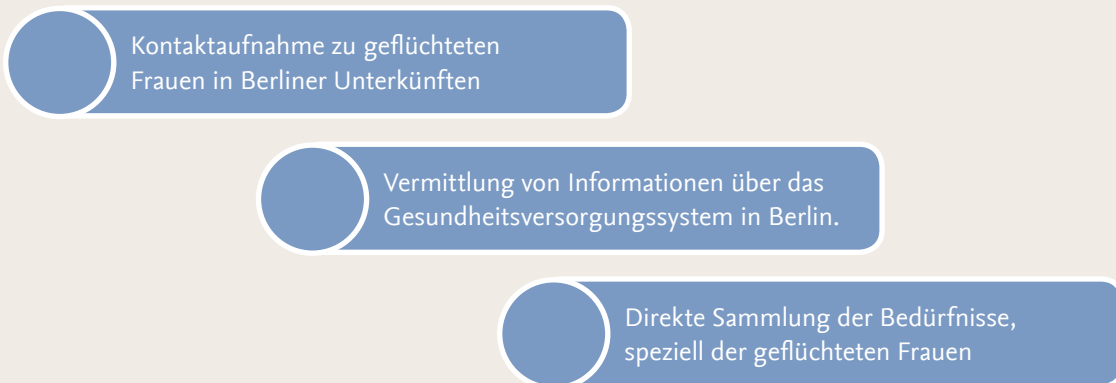 Kontaktaufnahme zu geflüchteten
Frauen in Berliner Unterkünften
Vermittlung von Informationen über das
Gesundheitsversorgungssystem in Berlin.
Direkte Sammlung der Bedürfnisse,
speziell der geflüchteten Frauen